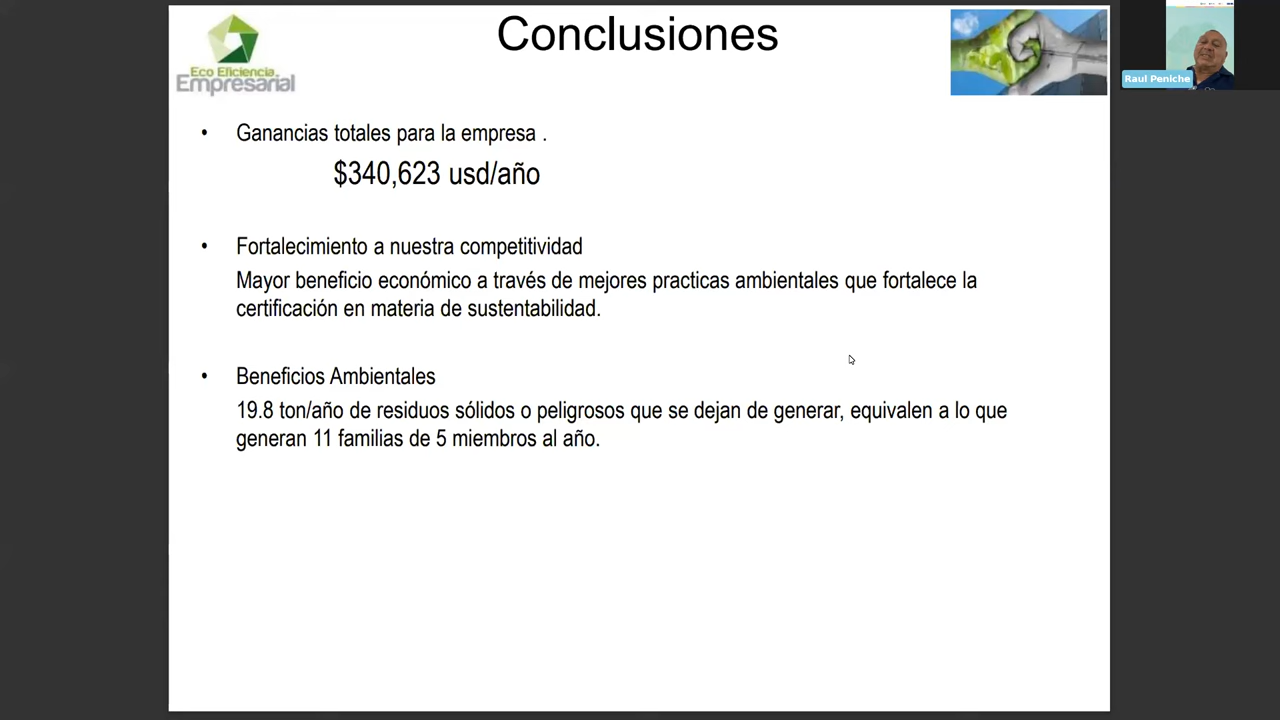 Conclusiones
Eco Eficiencia
Empresarial
Raul Peniche
• Ganancias totales para la empresa .
$340,623 usd/año
• Fortalecimiento a nuestra competitividad
Mayor beneficio económico a través de mejores practicas ambientales que fortalece la
certificación en materia de sustentabilidad.
• Beneficios Ambientales
19.8 ton/año de residuos sólidos o peligrosos que se dejan de generar, equivalen a lo que
generan 11 familias de 5 miembros al año.